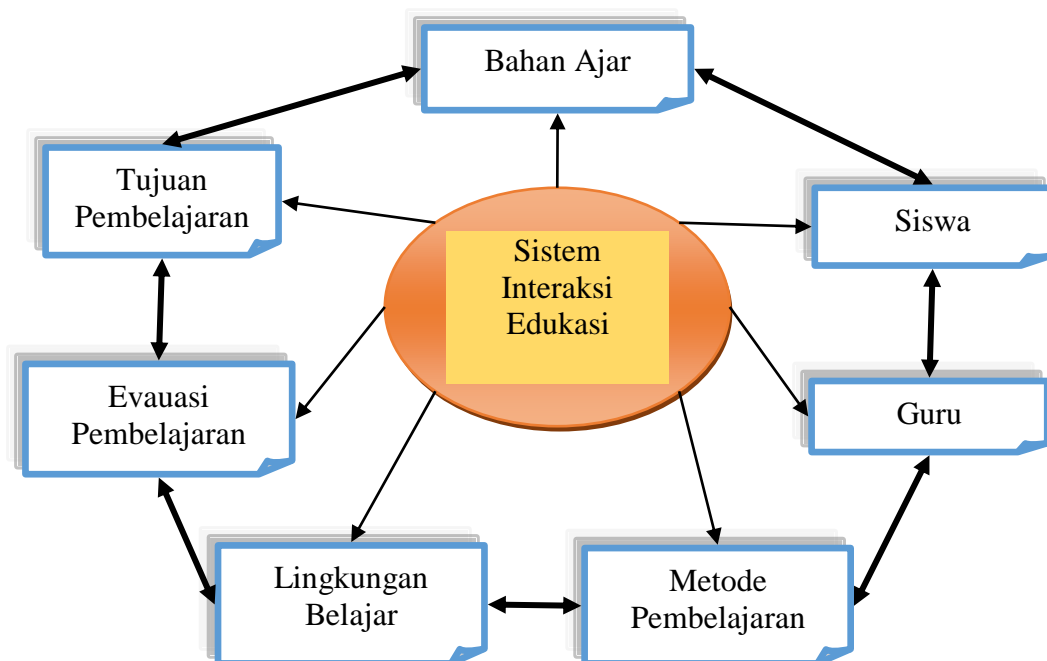 Bahan Ajar
Tujuan
Pembelajaran
Siswa
Sistem
Interaksi
Edukasi
Evauasi
Pembelajaran
Guru
Lingkungan
Belajar
Metode
Pembelajaran